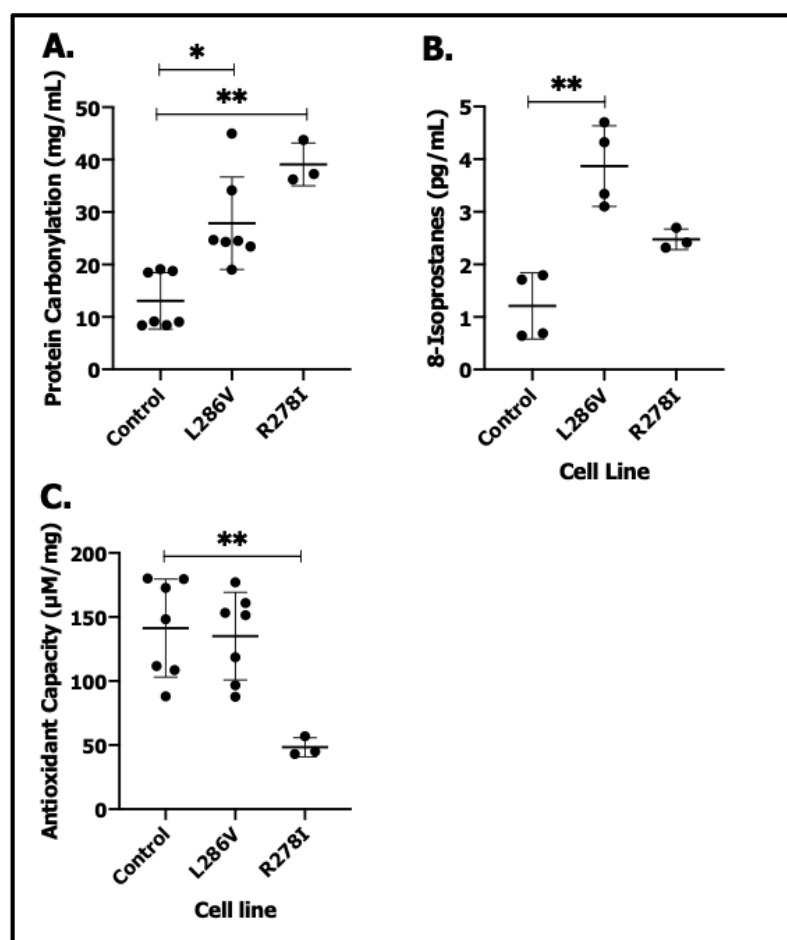 A.
*
**
Protein Carbonylation (mg/mL)
50
40
30
20
10
0
Control
L286V
R278I
B.
**
8-Isoprostanes (pg/mL)
5
4
3
2
1
0
Control
L286V
R278I
Cell Line
C.
**
Antioxidant Capacity (µM/mg)
200
150
100
50
0
Control
L286V
R278I
Cell line